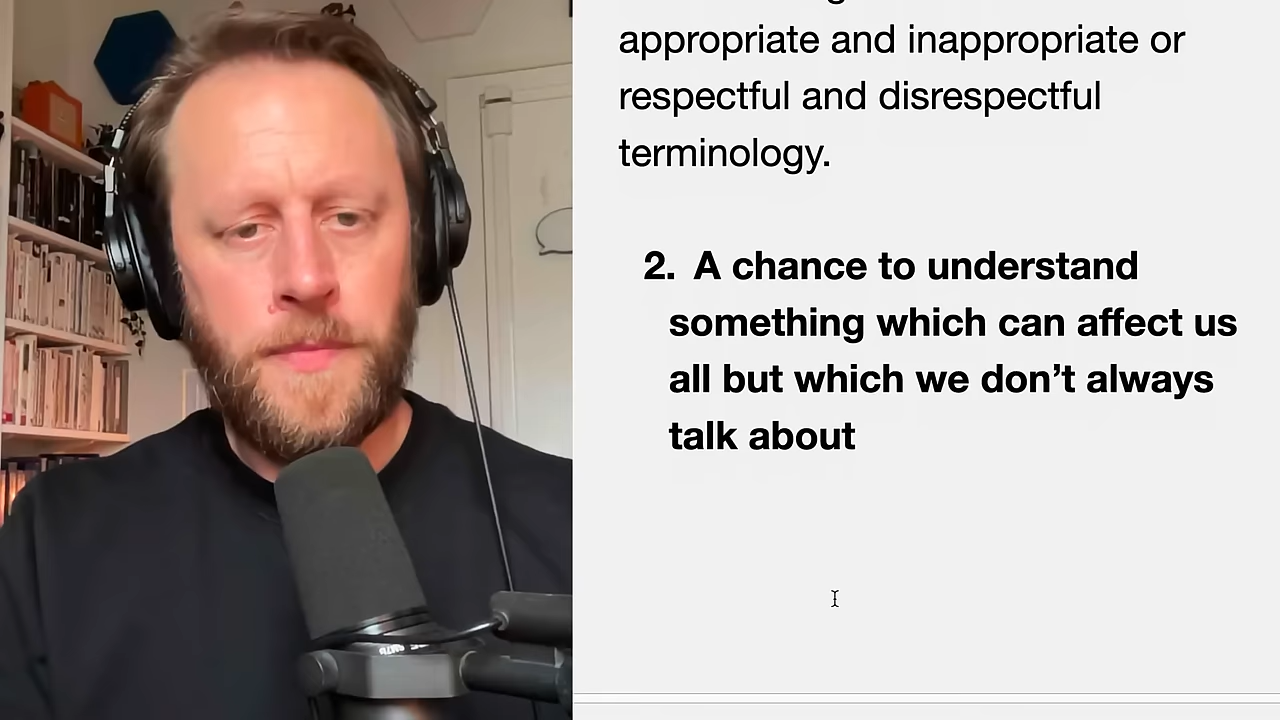 appropriate and inappropriate or
respectful and disrespectful
terminology.
2. A chance to understand
something which can affect us
all but which we don’t always
talk about